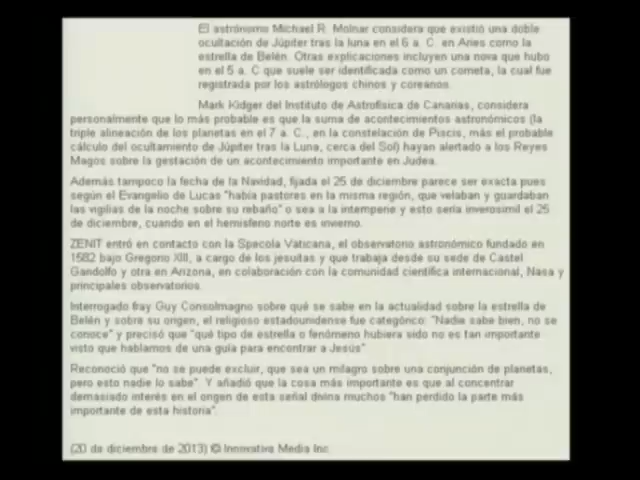 El astrónomo Michael R. Molnar considera que existió una doble
ocultación de Júpiter tras la luna en el 6 a. C. en Aries como la
estrella de Belén. Otras explicaciones incluyen una nova que hubo
en el 5 a. C que suele ser identificada como un cometa, la cual fue
registrada por los astrólogos chinos y coreanos.
Mark Kidger del Instituto de Astrofísica de Canarias, considera
personalmente que lo más probable es que la suma de acontecimientos astronómicos (la
triple alineación de los planetas en el 7 a. C., en la constelación de Piscis, más el probable
cálculo del ocultamiento de Júpiter tras la Luna, cerca del Sol) hayan alertado a los Reyes
Magos sobre la gestación de un acontecimiento importante en Judea.
Además tampoco la fecha de la Navidad, fijada el 25 de diciembre parece ser exacta pues
según el Evangelio de Lucas "había pastores en la misma región, que velaban y guardaban
las vigilias de la noche sobre su rebaño" o sea a la intemperie y esto sería inverosímil el 25
de diciembre, cuando en el hemisferio norte es invierno.
ZENIT entró en contacto con la Specola Vaticana, el observatorio astronómico fundado en
1582 bajo Gregorio XIII, a cargo de los jesuitas y que trabaja desde su sede de Castel
Gandolfo y otra en Arizona, en colaboración con la comunidad científica internacional, Nasa y
principales observatorios.
Interrogado fray Guy Consolmagno sobre qué se sabe en la actualidad sobre la estrella de
Belén y sobre su origen, el religioso estadounidense fue categórico: "Nadie sabe bien, no se
conoce" y precisó que "qué tipo de estrella o fenómeno hubiera sido no es tan importante
visto que hablamos de una guía para encontrar a Jesús"
Reconoció que "no se puede excluir, que sea un milagro sobre una conjunción de planetas,
pero esto nadie lo sabe". Y añadió que la cosa más importante es que al concentrar
demasiado interés en el origen de esta señal divina muchos "han perdido la parte más
importante de esta historia".
(20 de diciembre de 2013) © Innovative Media Inc.